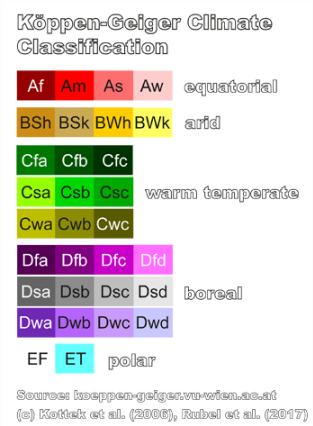 Köppen-Geiger Climate
Classification
Af Am As Aw equatorial
BSh BSk BWh BWk arid
Cfa Cfb Cfc
Csa Csb Csc warm temperate
Cwa Cwb Cwc
Dfa Dfb Dfc Dfd
Dsa Dsb Dsc Dsd boreal
Dwa Dwb Dwc Dwd
EF ET polar
Source: koeppen-geiger.vu-wien.ac.at
(c) Kottek et al. (2006), Rubel et al. (2017)